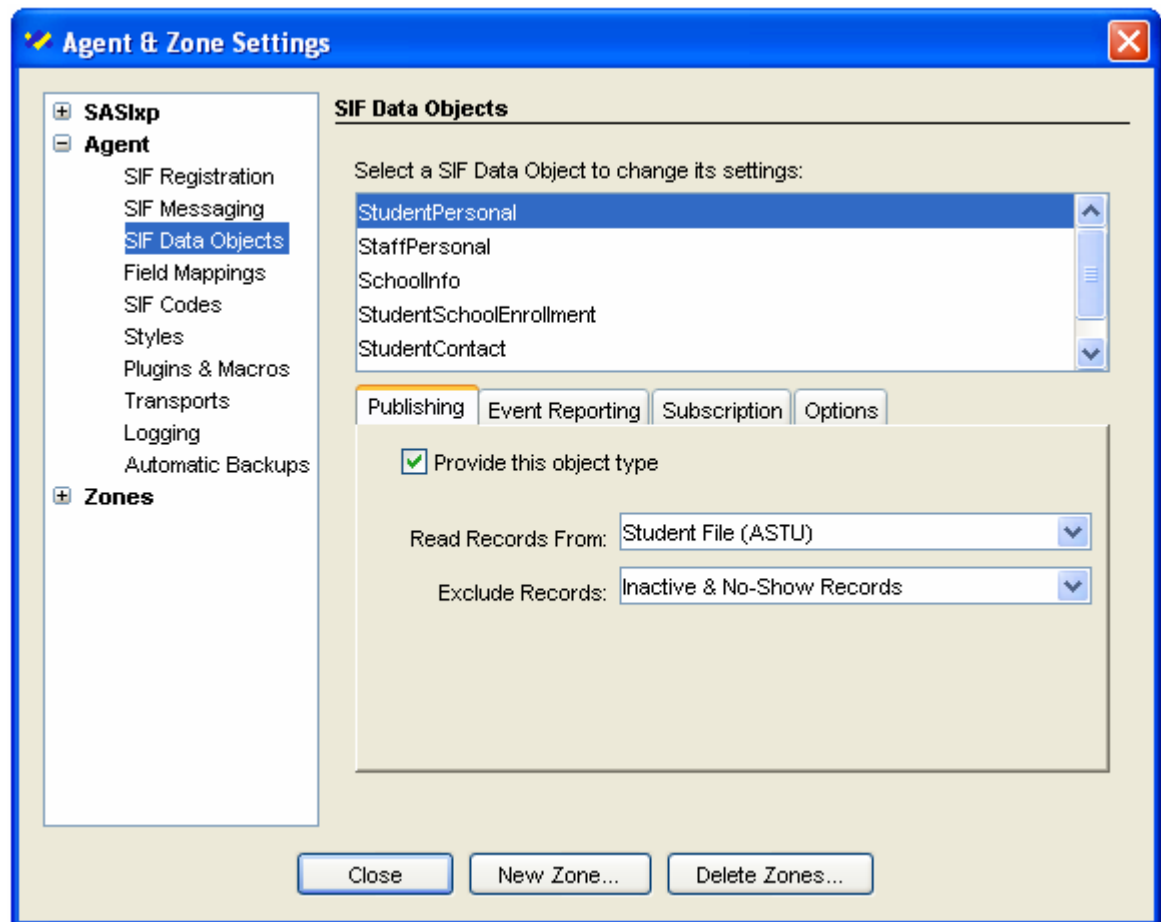 Agent & Zone Settings
SASIxp
Agent
SIF Registration
SIF Messaging
SIF Data Objects
Field Mappings
SIF Codes
Styles
Plugins & Macros
Transports
Logging
Automatic Backups
Zones
SIF Data Objects
Select a SIF Data Object to change its settings:
StudentPersonal
StaffPersonal
SchoolInfo
StudentSchoolEnrollment
StudentContact
Publishing Event Reporting Subscription Options
Provide this object type
Read Records From: Student File (ASTU)
Exclude Records: Inactive & No-Show Records
Close New Zone... Delete Zones...